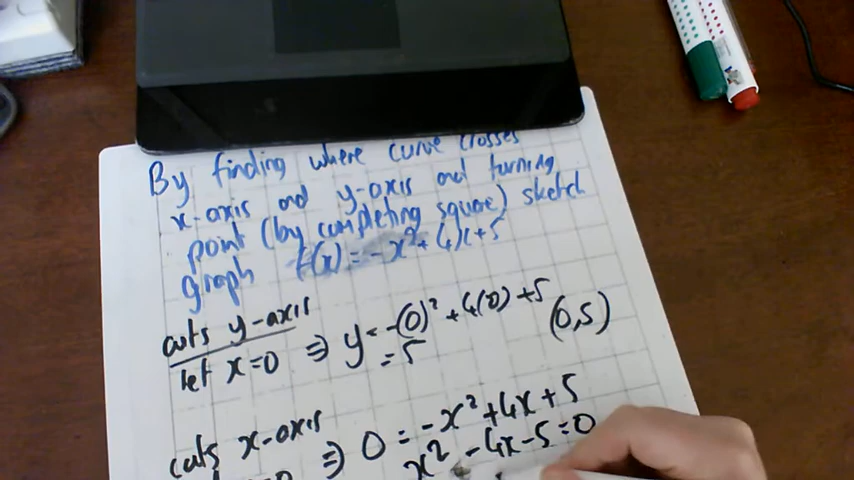 By finding where curve crosses
x-axis and y-axis and turning
point (by completing square) sketch
graph f(x) = -x² + 4x + 5
cuts y-axis
let x=0 ⇒ y = -(0)² + 4(0) + 5
= 5
(0,5)
cuts x-axis
⇒ 0 = -x² + 4x + 5
x² - 4x - 5 = 0